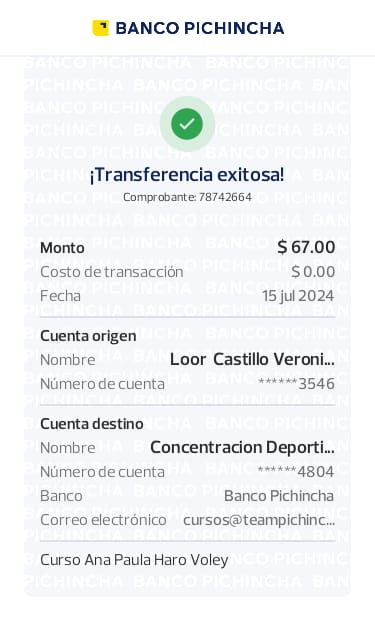 BANCO PICHINCHA
¡Transferencia exitosa!
Comprobante: 78742664
Monto $ 67.00
Costo de transacción $ 0.00
Fecha 15 jul 2024
Cuenta origen
Nombre Loor Castillo Veroni...
Número de cuenta ******3546
Cuenta destino
Nombre Concentracion Deporti...
Número de cuenta ******4804
Banco Banco Pichincha
Correo electrónico cursos@teampichinc...
Curso Ana Paula Haro Voley